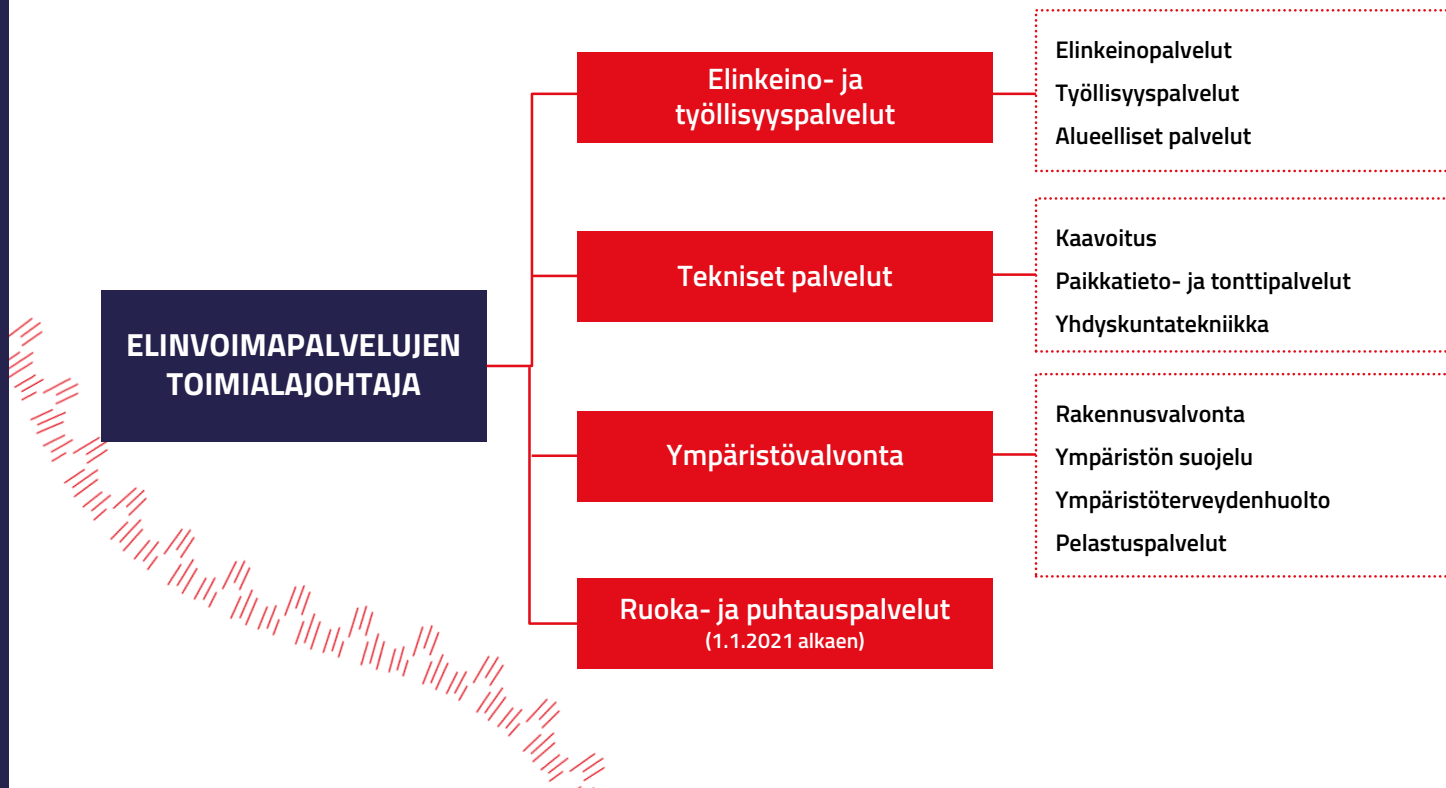 ELINVOIMAPALVELUJEN
TOIMIALAJOHTAJA
Elinkeino- ja
työllisyyspalvelut
Elinkeinopalvelut
Työllisyyspalvelut
Alueelliset palvelut
Tekniset palvelut
Kaavoitus
Paikkatieto- ja tonttipalvelut
Yhdyskuntatekniikka
Ympäristövalvonta
Rakennusvalvonta
Ympäristön suojelu
Ympäristöterveydenhuolto
Pelastuspalvelut
Ruoka- ja puhtauspalvelut
(1.1.2021 alkaen)